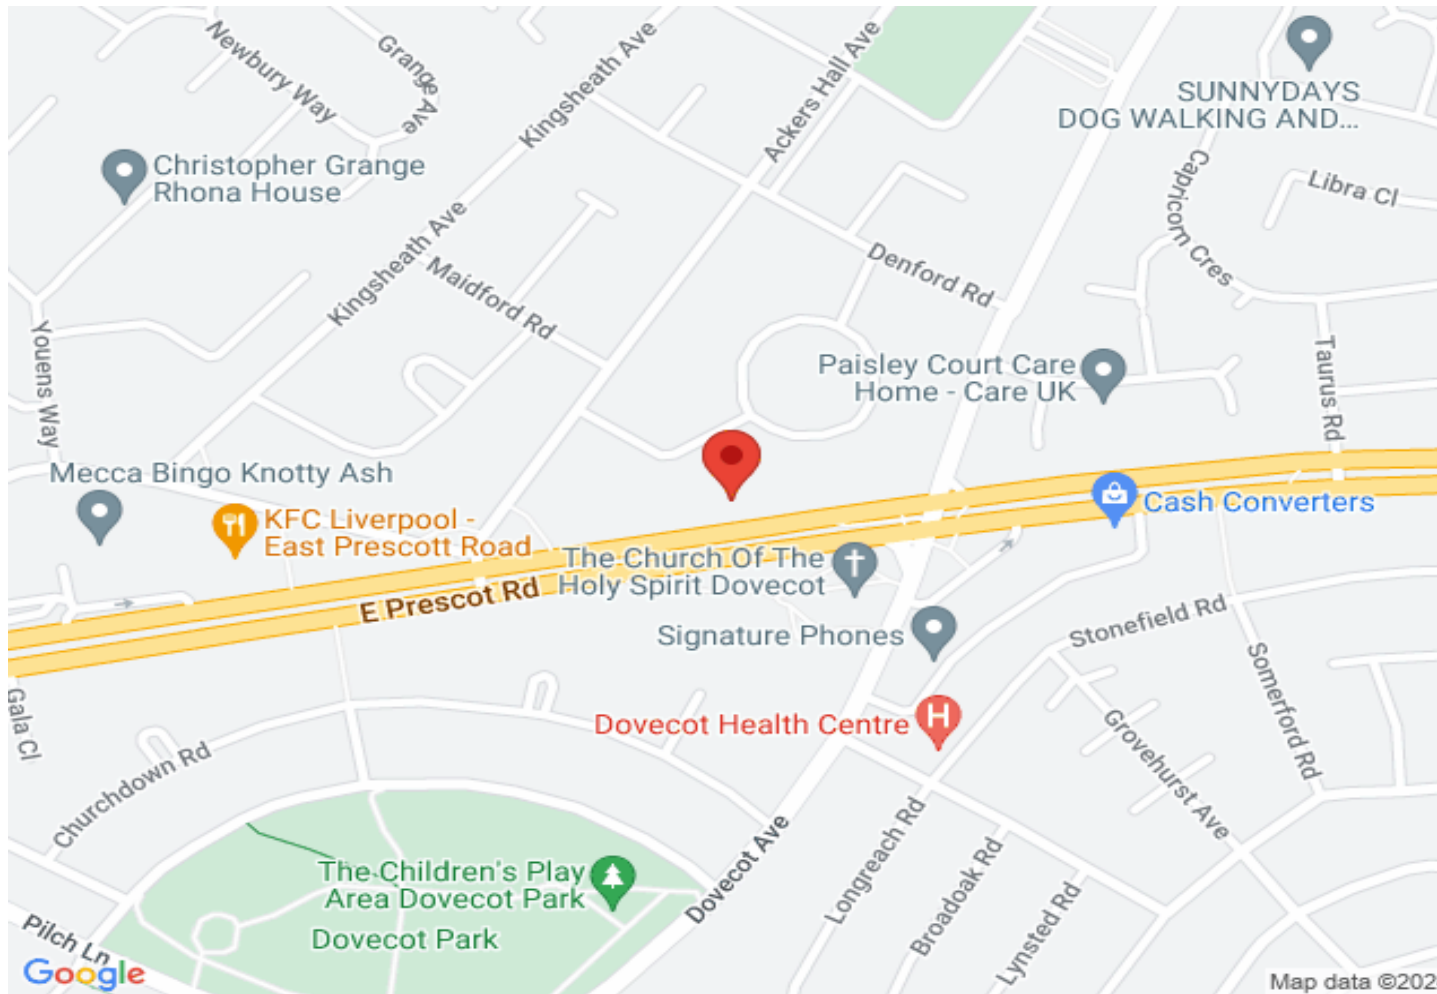 Newbury Way
Grange Ave
Kingsheath Ave
Ackers Hall Ave
SUNNYDAYS
DOG WALKING AND...
Christopher Grange
Rhona House
Capricorn Cres
Libra Cl
Kingsheath Ave
Maidford Rd
Denford Rd
Youens Way
Paisley Court Care
Home - Care UK
Taurus Rd
Mecca Bingo Knotty Ash
KFC Liverpool -
East Prescott Road
Cash Converters
The Church Of The
Holy Spirit Dovecot
E Prescot Rd
Signature Phones
Stonefield Rd
Somerford Rd
Gala Cl
Dovecot Health Centre
Churchdown Rd
Grovehurst Ave
The Children's Play
Area Dovecot Park
Dovecot Park
Dovecot Ave
Longreach Rd
Broadoak Rd
Lynsted Rd
Pilch Ln
Google
Map data ©202